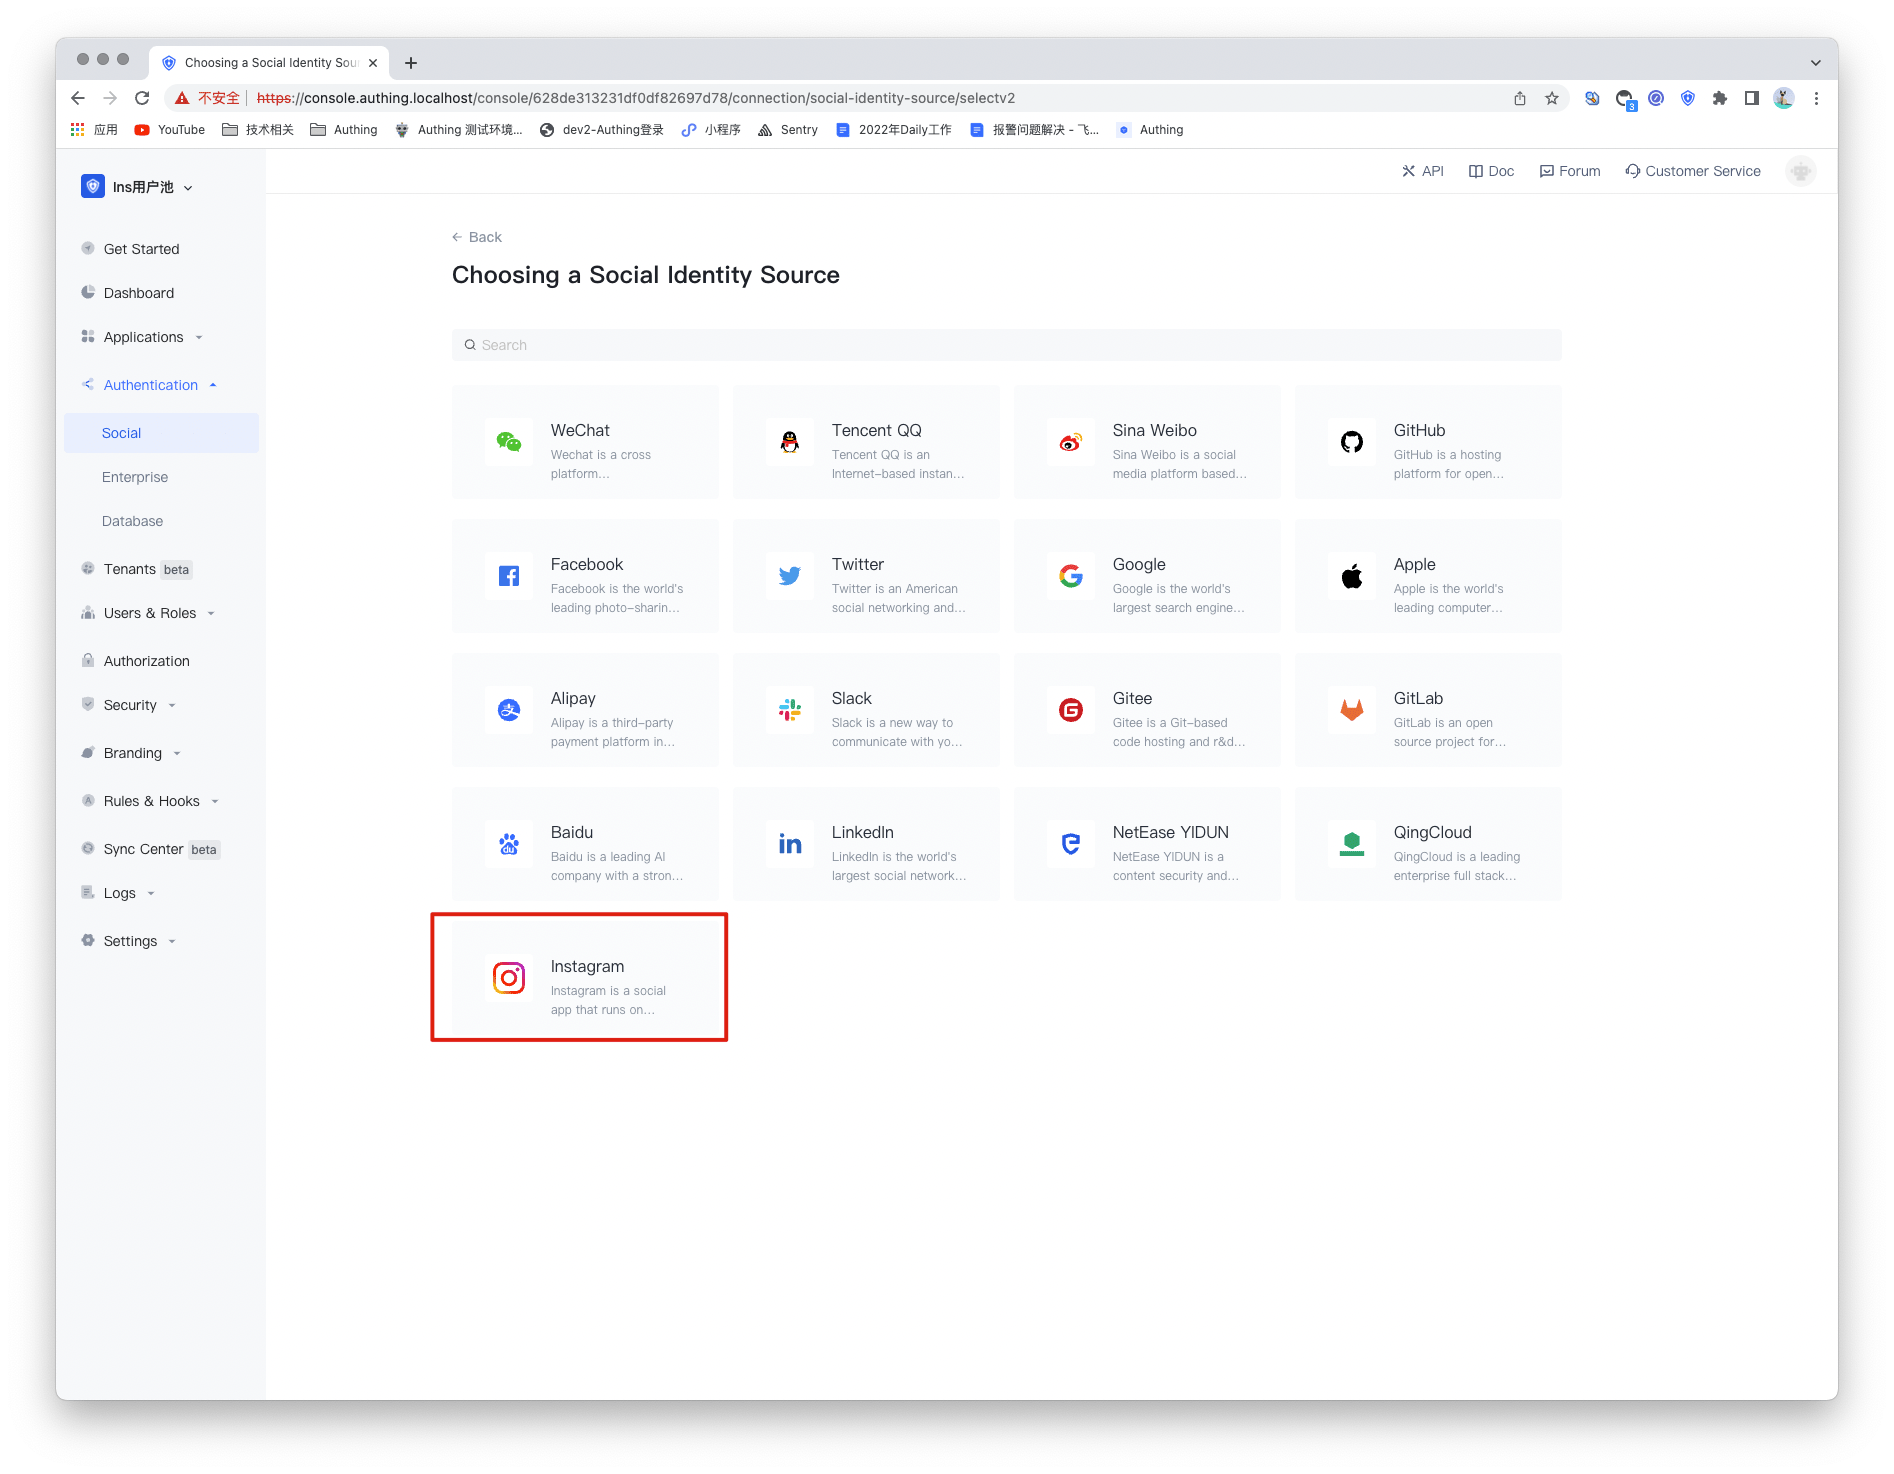 Choosing a Social Identity Sou
不安全 https://console.authing.localhost/console/628de313231df0df82697d78/connection/social-identity-source/selectv2
3
应用 YouTube 技术相关 Authing Authing 测试环境... dev2-Authing登录 小程序 Sentry 2022年Daily工作 报警问题解决 - 飞... Authing
Ins用户池
API Doc Forum Customer Service
Get Started
Dashboard
Applications
Authentication
Social
Enterprise
Database
Tenants beta
Users & Roles
Authorization
Security
Branding
Rules & Hooks
Sync Center beta
Logs
Settings
Back
Choosing a Social Identity Source
Search
WeChat
Wechat is a cross
platform...
Tencent QQ
Tencent QQ is an
Internet-based instan...
Sina Weibo
Sina Weibo is a social
media platform based...
GitHub
GitHub is a hosting
platform for open...
Facebook
Facebook is the world's
leading photo-sharin...
Twitter
Twitter is an American
social networking and...
Google
Google is the world's
largest search engine...
Apple
Apple is the world's
leading computer...
Alipay
Alipay is a third-party
payment platform in...
Slack
Slack is a new way to
communicate with yo...
Gitee
Gitee is a Git-based
code hosting and r&d...
GitLab
GitLab is an open
source project for...
Baidu
Baidu is a leading AI
company with a stron...
LinkedIn
LinkedIn is the world's
largest social network...
NetEase YIDUN
NetEase YIDUN is a
content security and...
QingCloud
QingCloud is a leading
enterprise full stack...
Instagram
Instagram is a social
app that runs on...